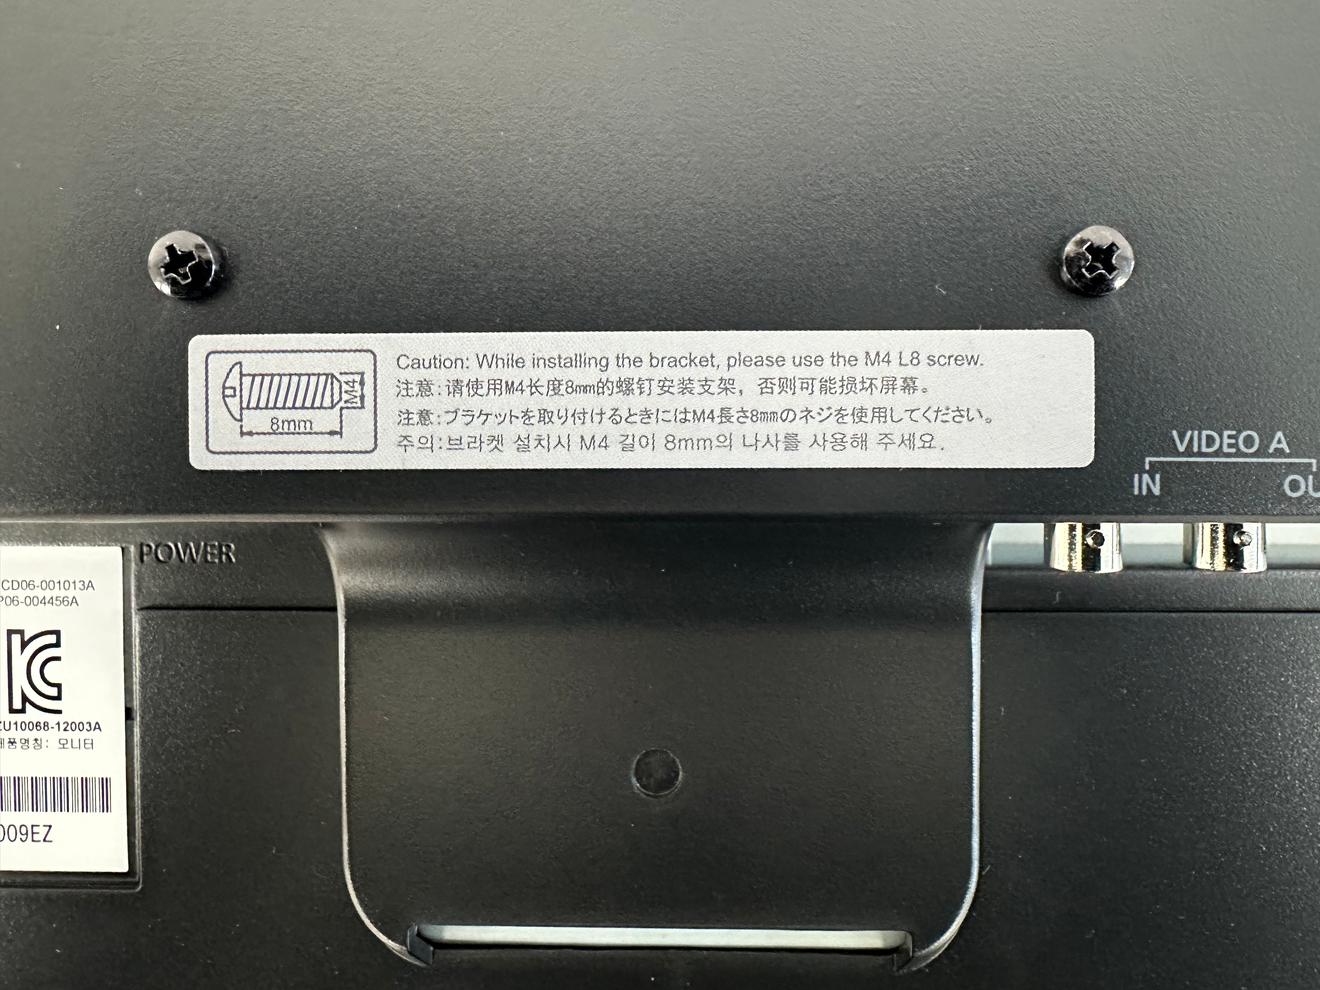 Caution: While installing the bracket, please use the M4 L8 screw.
注意:请使用M4长度8mm的螺钉安装支架，否则可能损坏屏幕。
注意:ブラケットを取り付けるときにはM4長さ8mmのネジを使用してください。
주의:브라켓 설치시 M4 길이 8mm의 나사를 사용해 주세요.
M4
8mm
VIDEO A
IN
POWER
CD06-001013A
P06-004456A
ZU10068-12003A
제품명칭: 모니터
009EZ